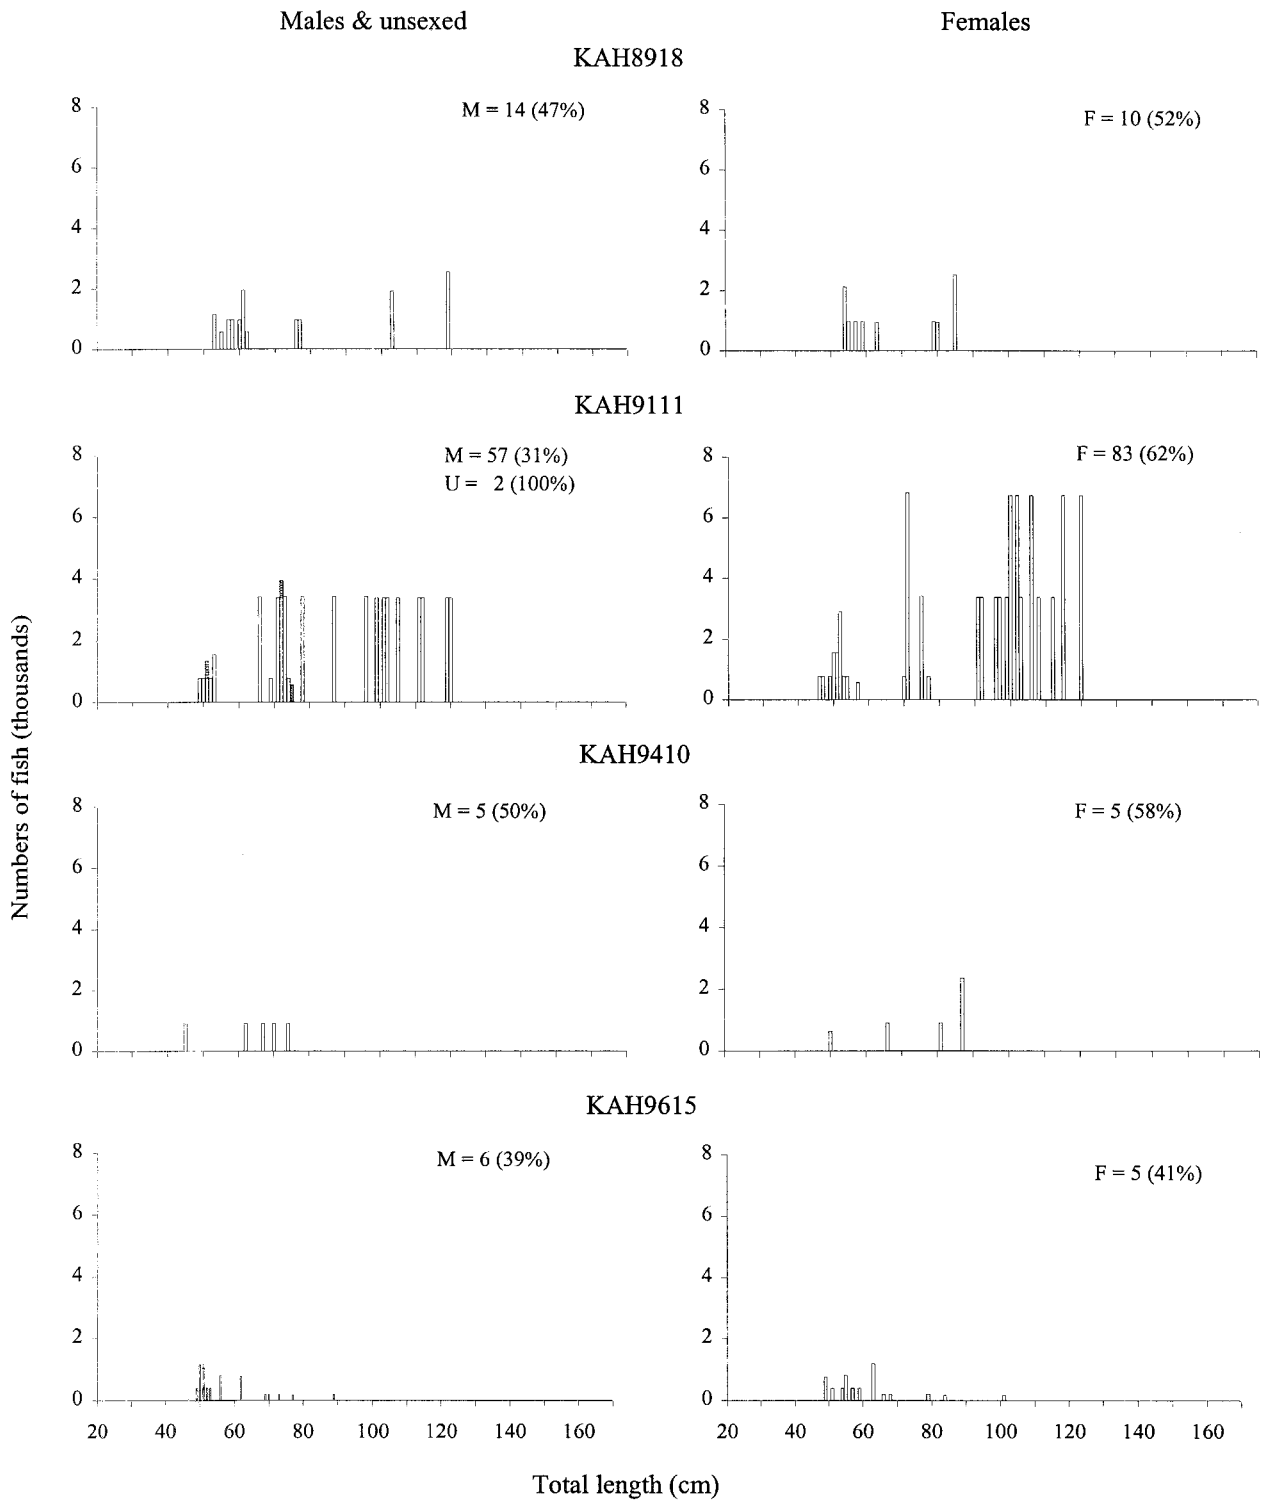 Males & unsexed
Females
KAH8918
8
6
4
2
0
M = 14 (47%)
8
6
4
2
0
F = 10 (52%)
KAH9111
8
6
4
2
0
M = 57 (31%)
U = 2 (100%)
8
6
4
2
0
F = 83 (62%)
KAH9410
8
6
4
2
0
M = 5 (50%)
8
6
4
2
0
F = 5 (58%)
KAH9615
8
6
4
2
0
M = 6 (39%)
8
6
4
2
0
F = 5 (41%)
20 40 60 80 100 120 140 160
20 40 60 80 100 120 140 160
Numbers of fish (thousands)
Total length (cm)